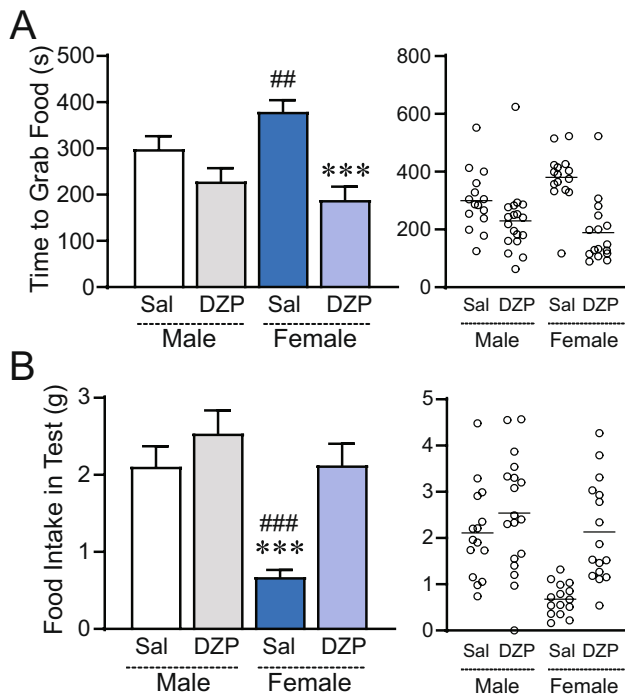 A
Time to Grab Food (s)
500
400
300
200
100
0
##
***
Sal DZP Sal DZP
Male Female
800
600
400
200
0
Sal DZP Sal DZP
Male Female
B
Food Intake in Test (g)
3
2
1
0
###
***
Sal DZP Sal DZP
Male Female
5
4
3
2
1
0
Sal DZP Sal DZP
Male Female